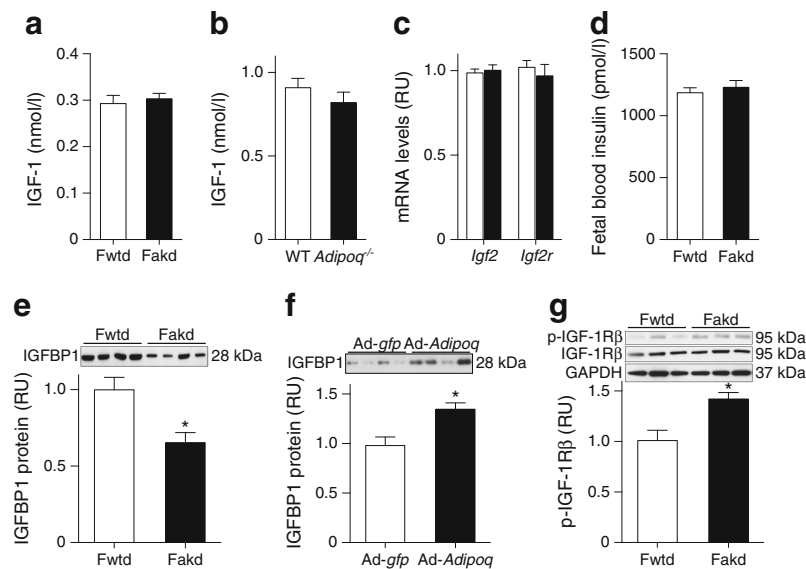 a
IGF-1 (nmol/l)
0.4
0.3
0.2
0.1
0
Fwtd Fakd
b
IGF-1 (nmol/l)
1.0
0.5
0
WT Adipoq-/-
c
mRNA levels (RU)
1.0
0.5
0
Igf2 Igf2r
d
Fetal blood insulin (pmol/l)
1500
1000
500
0
Fwtd Fakd
e
Fwtd Fakd
IGFBP1 28 kDa
IGFBP1 protein (RU)
1.0
0.5
0
Fwtd Fakd
f
Ad-gfp Ad-Adipoq
IGFBP1 28 kDa
IGFBP1 protein (RU)
*
1.5
1.0
0.5
0
Ad-gfp Ad-Adipoq
g
Fwtd Fakd
p-IGF-1Rβ 95 kDa
IGF-1Rβ 95 kDa
GAPDH 37 kDa
p-IGF-1Rβ (RU)
*
1.5
1.0
0.5
0
Fwtd Fakd
*